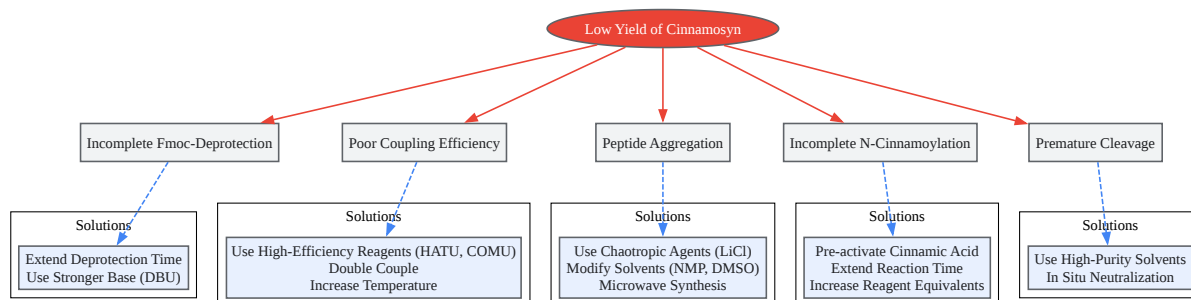 Low Yield of Cinnamosyn
Incomplete Fmoc-Deprotection
Poor Coupling Efficiency
Peptide Aggregation
Incomplete N-Cinnamoylation
Premature Cleavage
Solutions
Extend Deprotection Time
Use Stronger Base (DBU)
Solutions
Use High-Efficiency Reagents (HATU, COMU)
Double Couple
Increase Temperature
Solutions
Use Chaotropic Agents (LiCl)
Modify Solvents (NMP, DMSO)
Microwave Synthesis
Solutions
Pre-activate Cinnamic Acid
Extend Reaction Time
Increase Reagent Equivalents
Solutions
Use High-Purity Solvents
In Situ Neutralization